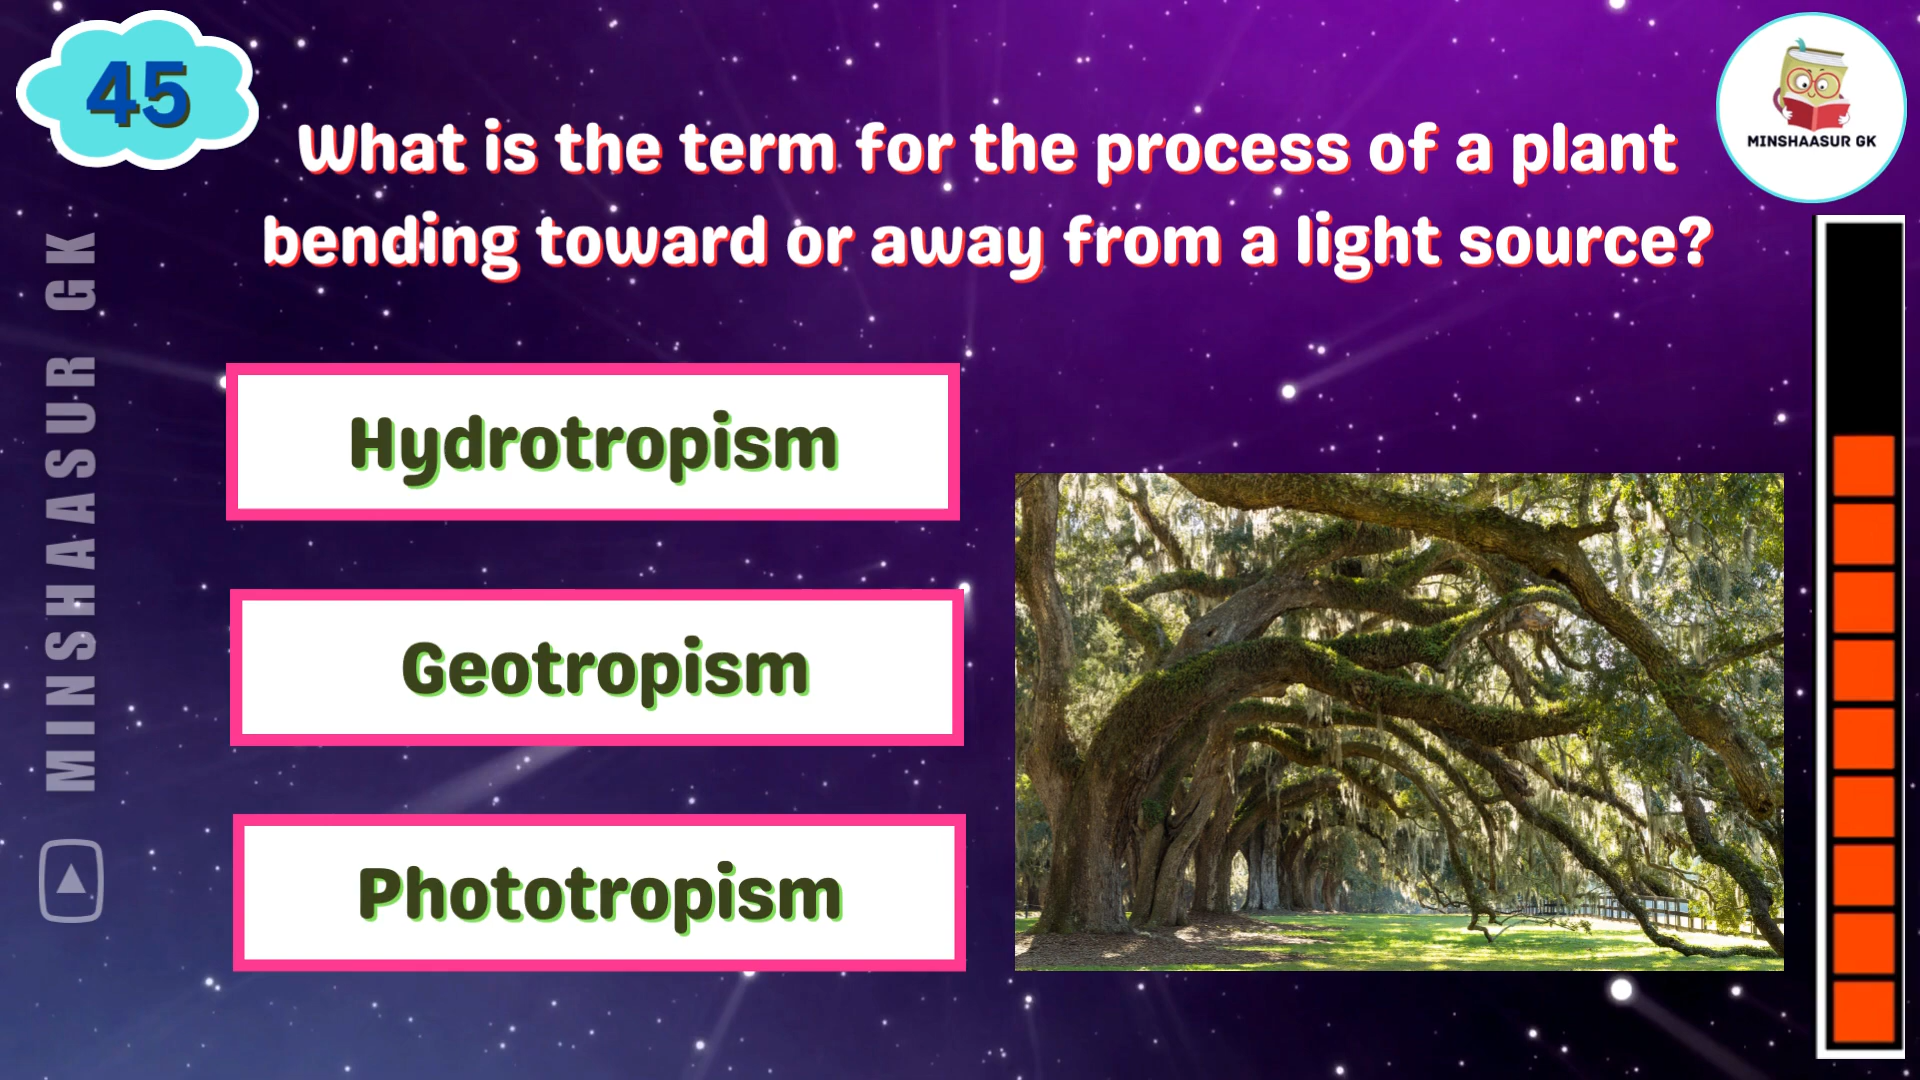 45
What is the term for the process of a plant
bending toward or away from a light source?
MINSHAASUR GK
MINSHAASUR GK
Hydrotropism
Geotropism
Phototropism